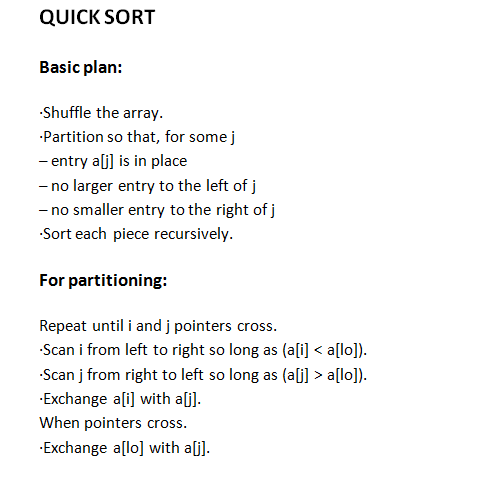 QUICK SORT
Basic plan:
·Shuffle the array.
·Partition so that, for some j
– entry a[j] is in place
– no larger entry to the left of j
– no smaller entry to the right of j
·Sort each piece recursively.
For partitioning:
Repeat until i and j pointers cross.
·Scan i from left to right so long as (a[i] < a[lo]).
·Scan j from right to left so long as (a[j] > a[lo]).
·Exchange a[i] with a[j].
When pointers cross.
·Exchange a[lo] with a[j].